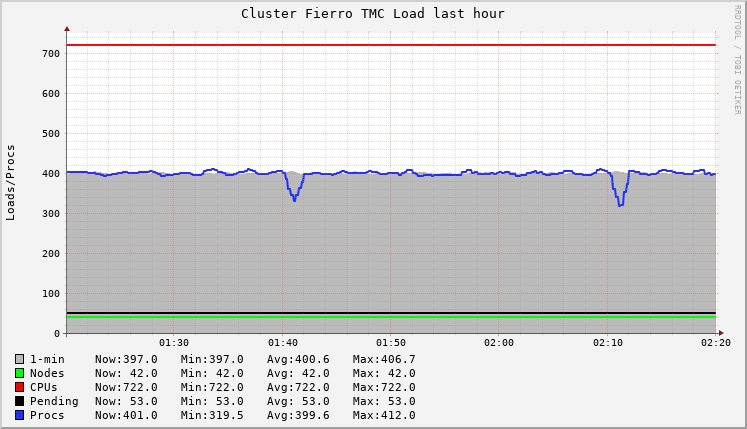 Cluster Fierro TMC Load last hour
RRDTOOL / TOBI OETIKER
Loads/Procs
700
600
500
400
300
200
100
0
01:30 01:40 01:50 02:00 02:10 02:20
1-min Now:397.0 Min:397.0 Avg:400.6 Max:406.7
Nodes Now: 42.0 Min: 42.0 Avg: 42.0 Max: 42.0
CPUs Now:722.0 Min:722.0 Avg:722.0 Max:722.0
Pending Now: 53.0 Min: 53.0 Avg: 53.0 Max: 53.0
Procs Now:401.0 Min:319.5 Avg:399.6 Max:412.0